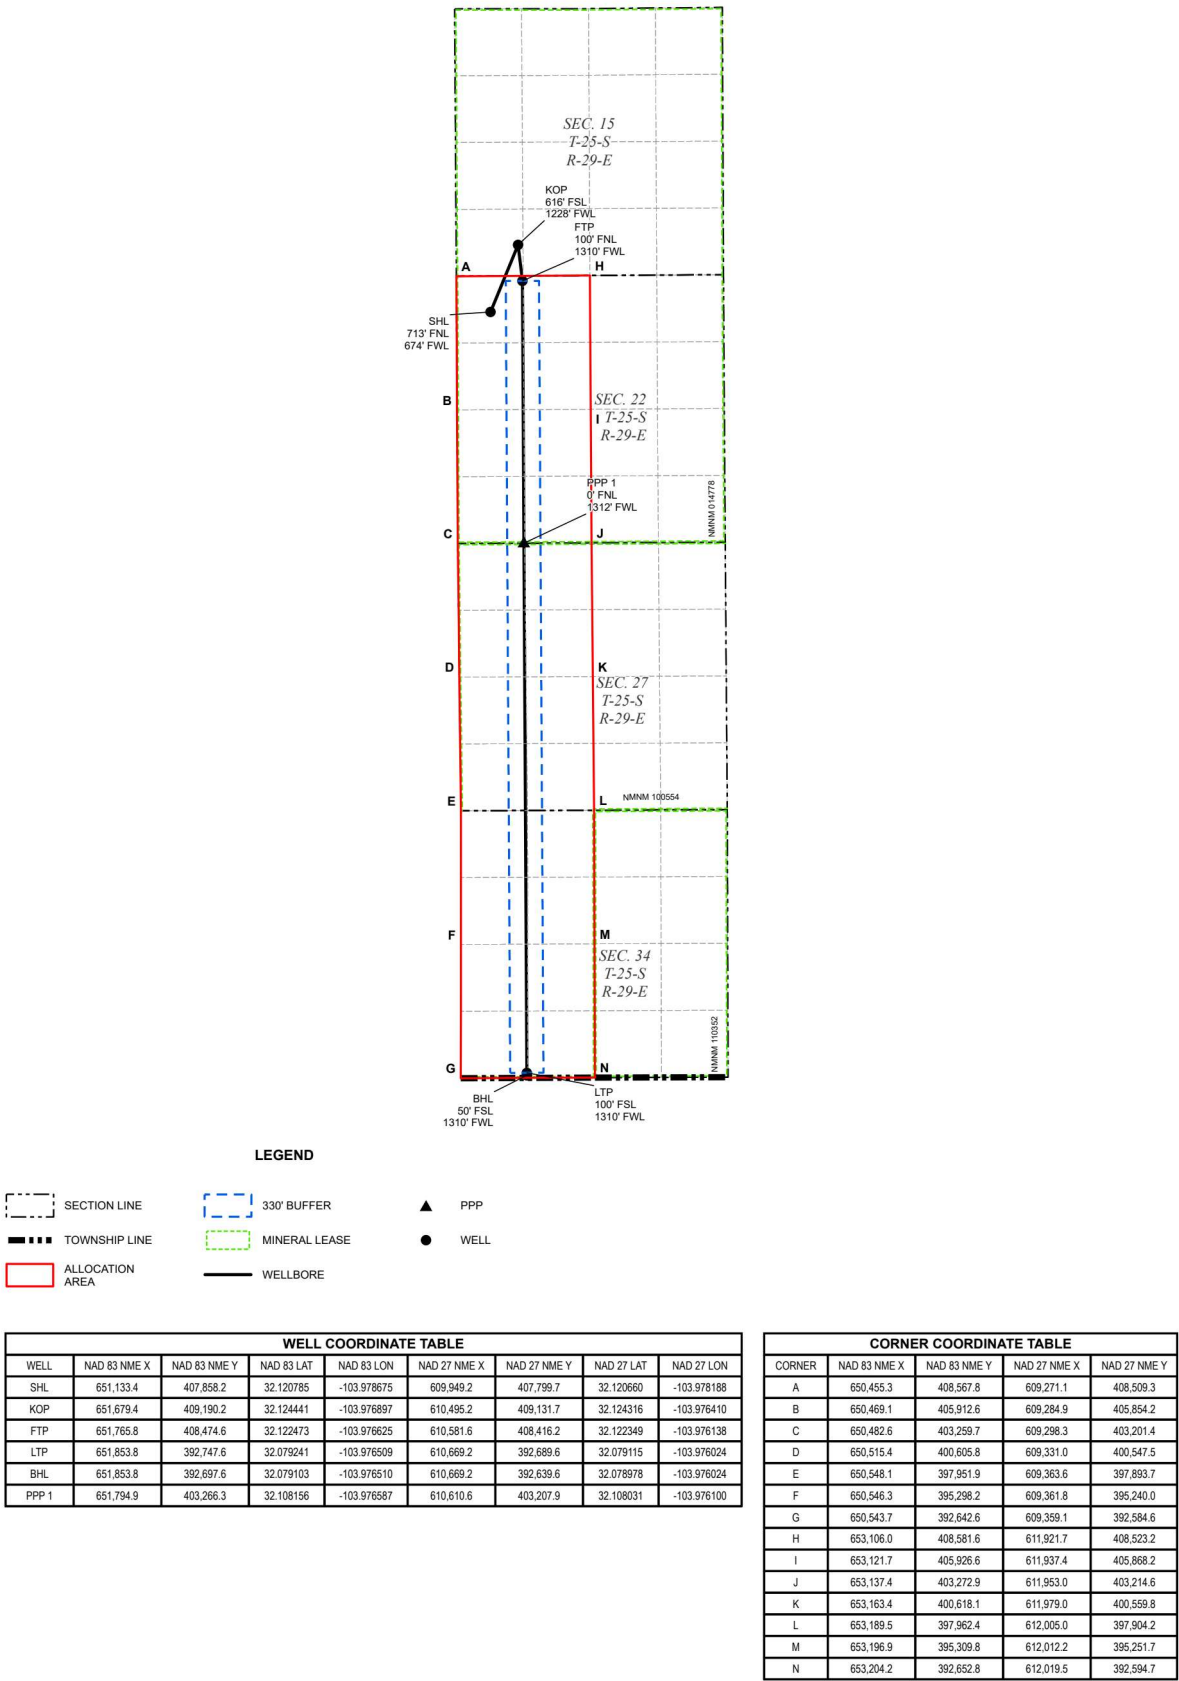 SEC. 15
T-25-S
R-29-E
KOP
616' FSL
1228' FWL
FTP
100' FNL
1310' FWL
A
H
SHL
713' FNL
674' FWL
B
SEC. 22
I T-25-S
R-29-E
PPP 1
0' FNL
1312' FWL
NMNM 014778
C
J
D
K
SEC. 27
T-25-S
R-29-E
E
L
NMNM 100554
F
M
SEC. 34
T-25-S
R-29-E
NMNM 110352
G
N
BHL
50' FSL
1310' FWL
LTP
100' FSL
1310' FWL
LEGEND
SECTION LINE
330' BUFFER
PPP
TOWNSHIP LINE
MINERAL LEASE
WELL
ALLOCATION
AREA
WELLBORE
WELL COORDINATE TABLE
WELL NAD 83 NME X NAD 83 NME Y NAD 83 LAT NAD 83 LON NAD 27 NME X NAD 27 NME Y NAD 27 LAT NAD 27 LON
SHL 651,133.4 407,858.2 32.120785 -103.978675 609,949.2 407,799.7 32.120660 -103.978188
KOP 651,679.4 409,190.2 32.124441 -103.976897 610,495.2 409,131.7 32.124316 -103.976410
FTP 651,765.8 408,474.6 32.122473 -103.976625 610,581.6 408,416.2 32.122349 -103.976138
LTP 651,853.8 392,747.6 32.079241 -103.976509 610,669.2 392,689.6 32.079115 -103.976024
BHL 651,853.8 392,697.6 32.079103 -103.976510 610,669.2 392,639.6 32.078978 -103.976024
PPP 1 651,794.9 403,266.3 32.108156 -103.976587 610,610.6 403,207.9 32.108031 -103.976100
CORNER COORDINATE TABLE
CORNER NAD 83 NME X NAD 83 NME Y NAD 27 NME X NAD 27 NME Y
A 650,455.3 408,567.8 609,271.1 408,509.3
B 650,469.1 405,912.6 609,284.9 405,854.2
C 650,482.6 403,259.7 609,298.3 403,201.4
D 650,515.4 400,605.8 609,331.0 400,547.5
E 650,548.1 397,951.9 609,363.6 397,893.7
F 650,546.3 395,298.2 609,361.8 395,240.0
G 650,543.7 392,642.6 609,359.1 392,584.6
H 653,106.0 408,581.6 611,921.7 408,523.2
I 653,121.7 405,926.6 611,937.4 405,868.2
J 653,137.4 403,272.9 611,953.0 403,214.6
K 653,163.4 400,618.1 611,979.0 400,559.8
L 653,189.5 397,962.4 612,005.0 397,904.2
M 653,196.9 395,309.8 612,012.2 395,251.7
N 653,204.2 392,652.8 612,019.5 392,594.7